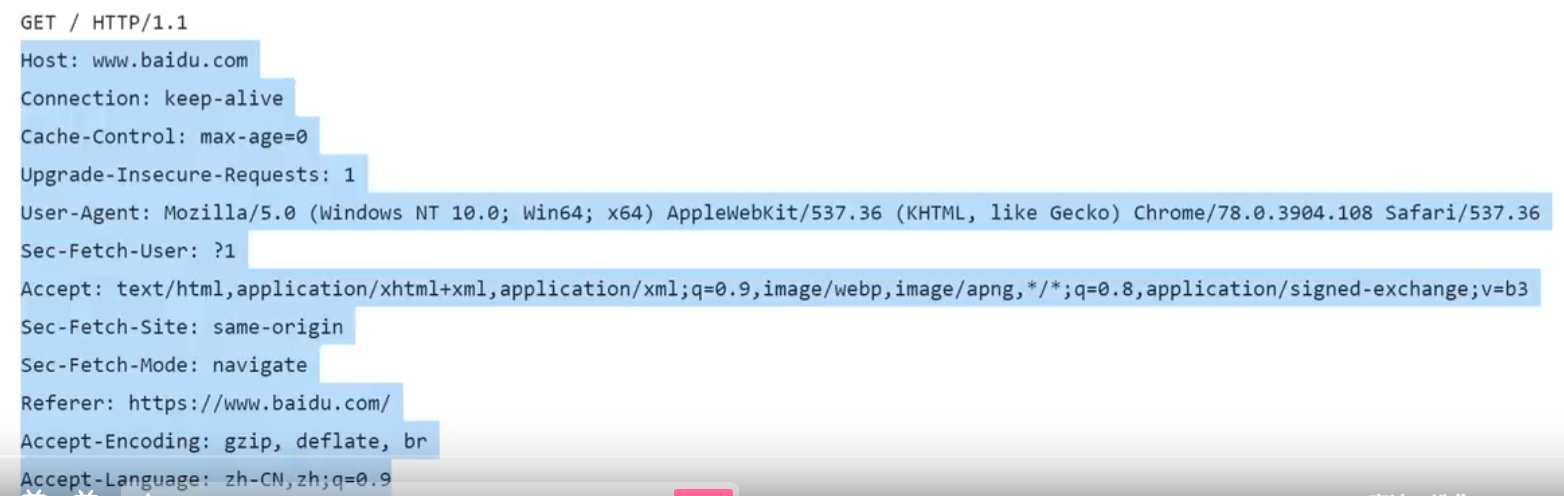 GET / HTTP/1.1
Host: www.baidu.com
Connection: keep-alive
Cache-Control: max-age=0
Upgrade-Insecure-Requests: 1
User-Agent: Mozilla/5.0 (Windows NT 10.0; Win64; x64) AppleWebKit/537.36 (KHTML, like Gecko) Chrome/78.0.3904.108 Safari/537.36
Sec-Fetch-User: ?1
Accept: text/html,application/xhtml+xml,application/xml;q=0.9,image/webp,image/apng,*/*;q=0.8,application/signed-exchange;v=b3
Sec-Fetch-Site: same-origin
Sec-Fetch-Mode: navigate
Referer: https://www.baidu.com/
Accept-Encoding: gzip, deflate, br
Accept-Language: zh-CN,zh;q=0.9